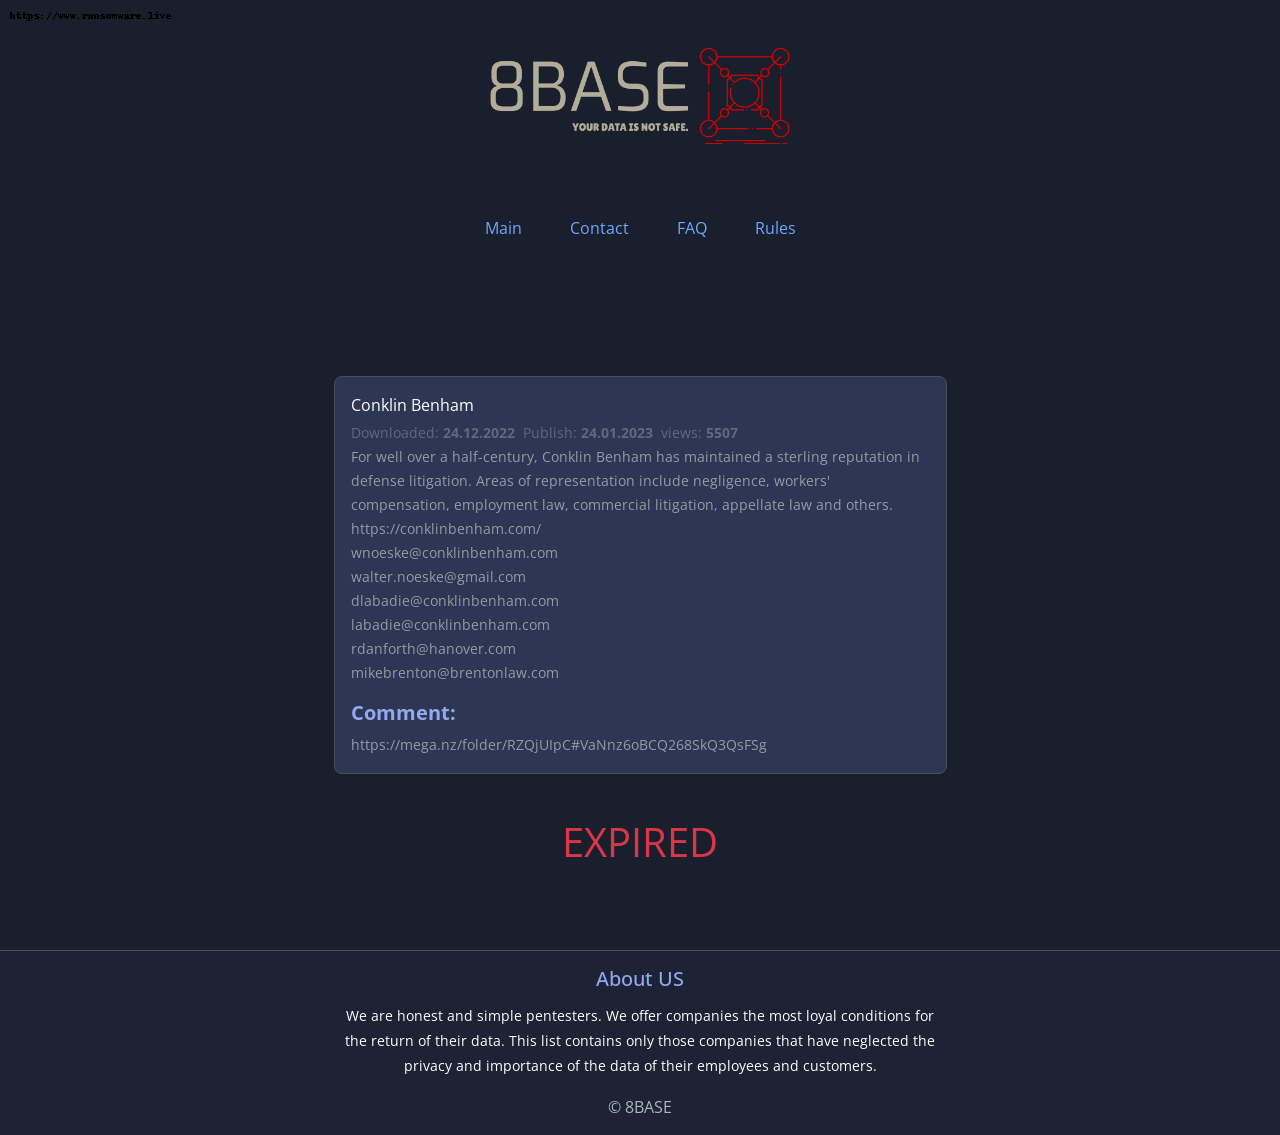 https://www.ransomware.live
8BASE
YOUR DATA IS NOT SAFE.
Main Contact FAQ Rules
Conklin Benham
Downloaded: 24.12.2022 Publish: 24.01.2023 views: 5507
For well over a half-century, Conklin Benham has maintained a sterling reputation in
defense litigation. Areas of representation include negligence, workers'
compensation, employment law, commercial litigation, appellate law and others.
https://conklinbenham.com/
wnoeske@conklinbenham.com
walter.noeske@gmail.com
dlabadie@conklinbenham.com
labadie@conklinbenham.com
rdanforth@hanover.com
mikebrenton@brentonlaw.com
Comment:
https://mega.nz/folder/RZQjUIpC#VaNnz6oBCQ268SkQ3QsFSg
EXPIRED
About US
We are honest and simple pentesters. We offer companies the most loyal conditions for
the return of their data. This list contains only those companies that have neglected the
privacy and importance of the data of their employees and customers.
© 8BASE